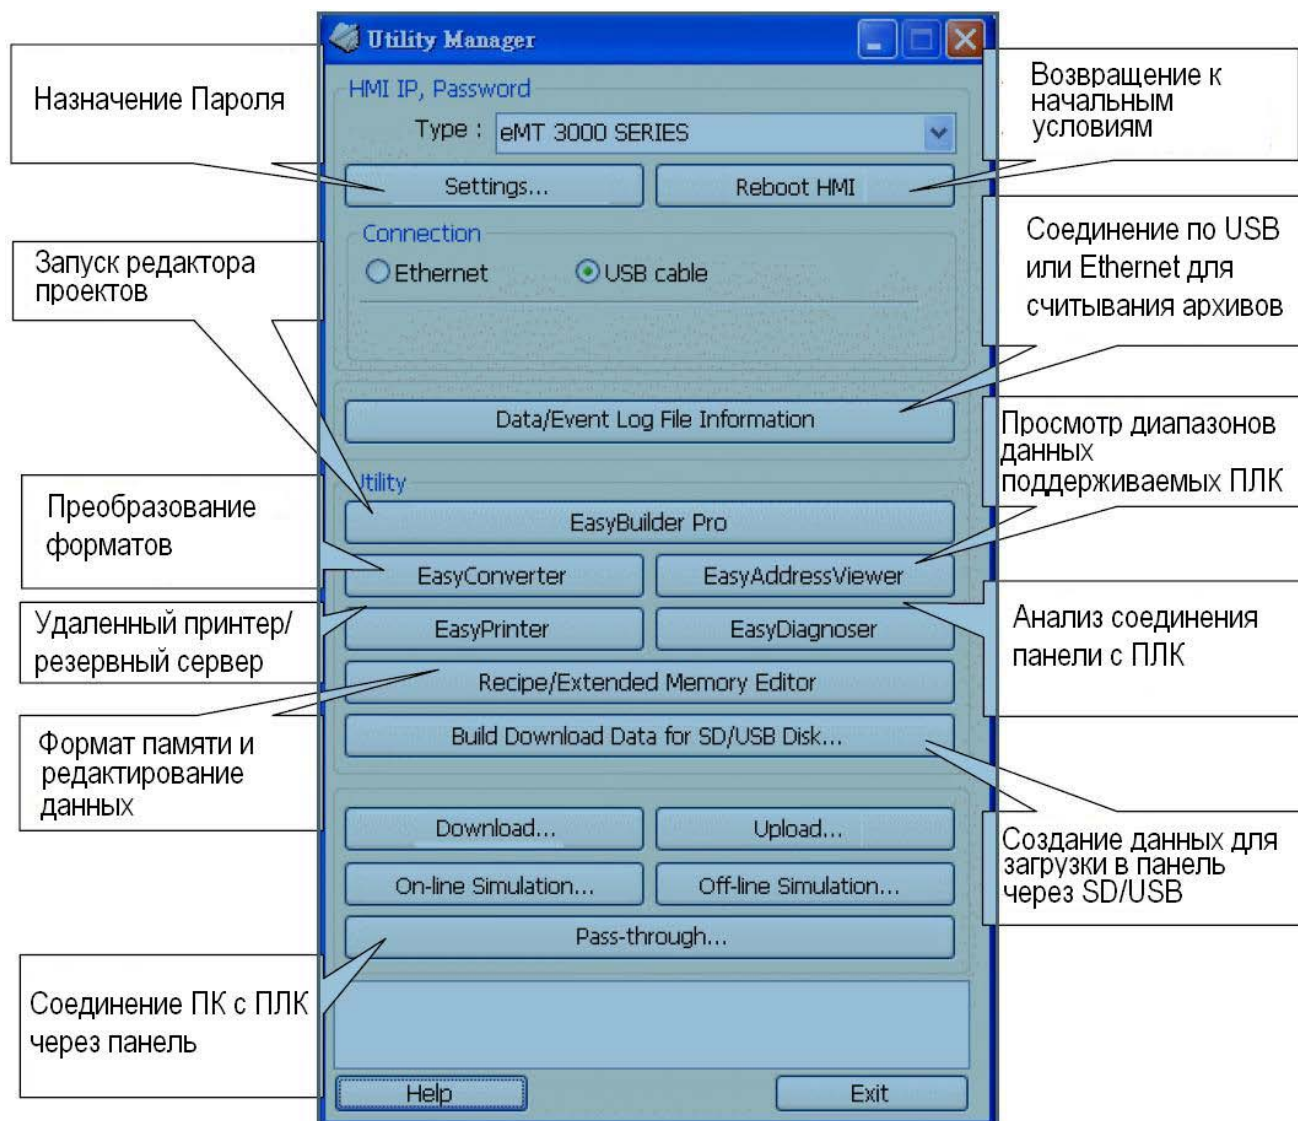 Utility Manager
Назначение Пароля
HMI IP, Password
Type : eMT 3000 SERIES
Возвращение к
начальным
условиям
Settings...
Reboot HMI
Connection
Ethernet
USB cable
Запуск редактора
проектов
Соединение по USB
или Ethernet для
считывания архивов
Data/Event Log File Information
Просмотр диапазонов
данных
поддерживаемых ПЛК
Utility
EasyBuilder Pro
Преобразование
форматов
EasyConverter
EasyAddressViewer
Удаленный принтер/
резервный сервер
EasyPrinter
EasyDiagnoser
Анализ соединения
панели с ПЛК
Recipe/Extended Memory Editor
Build Download Data for SD/USB Disk...
Формат памяти и
редактирование
данных
Download...
Upload...
Создание данных для
загрузки в панель
через SD/USB
On-line Simulation...
Off-line Simulation...
Pass-through...
Соединение ПК с ПЛК
через панель
Help
Exit